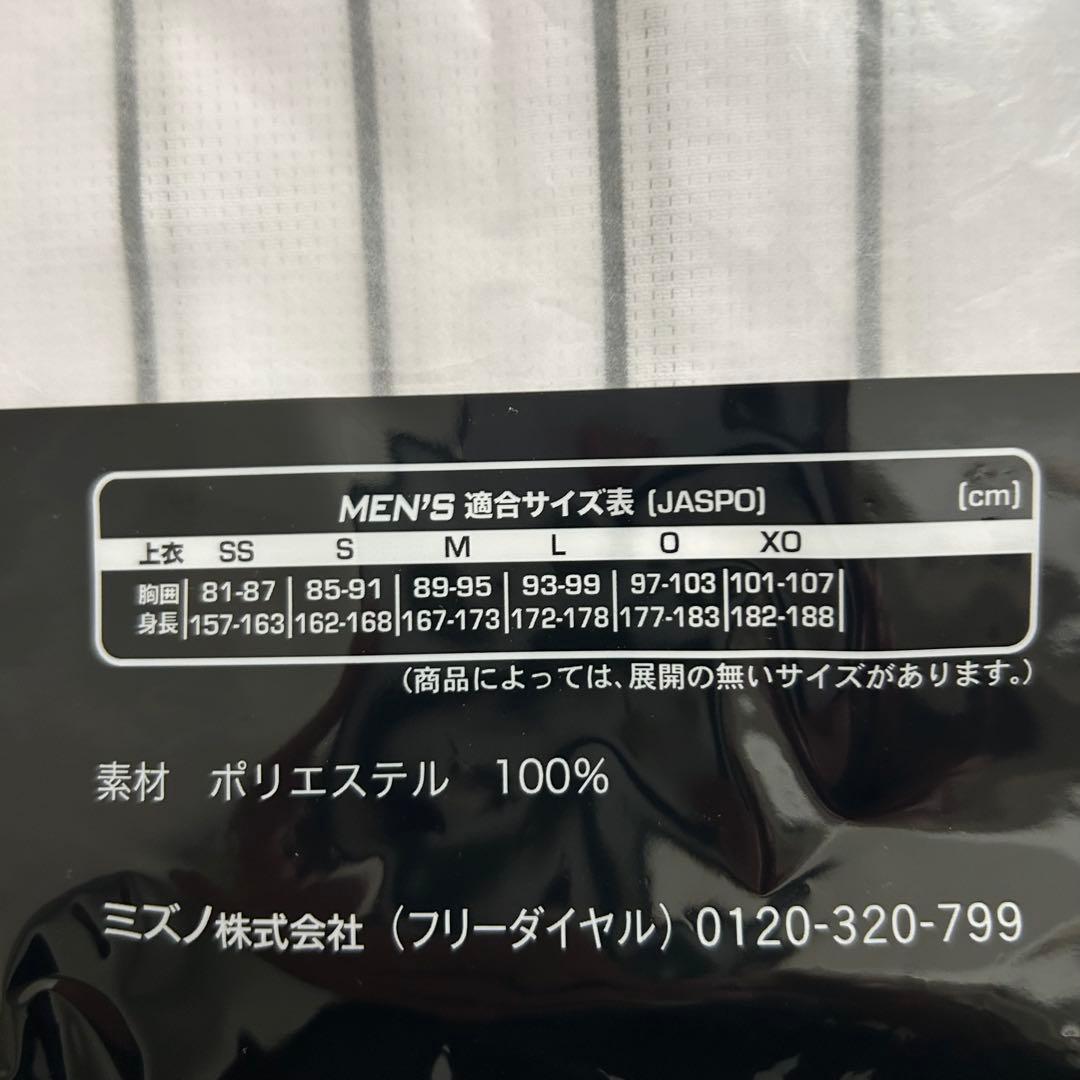 MEN'S 適合サイズ表 [JASPO] [cm]
上衣 SS S M L O XO
胸囲 81-87 85-91 89-95 93-99 97-103 101-107
身長 157-163 162-168 167-173 172-178 177-183 182-188
(商品によっては、展開の無いサイズがあります。)
素材 ポリエステル 100%
ミズノ株式会社 (フリーダイヤル) 0120-320-799